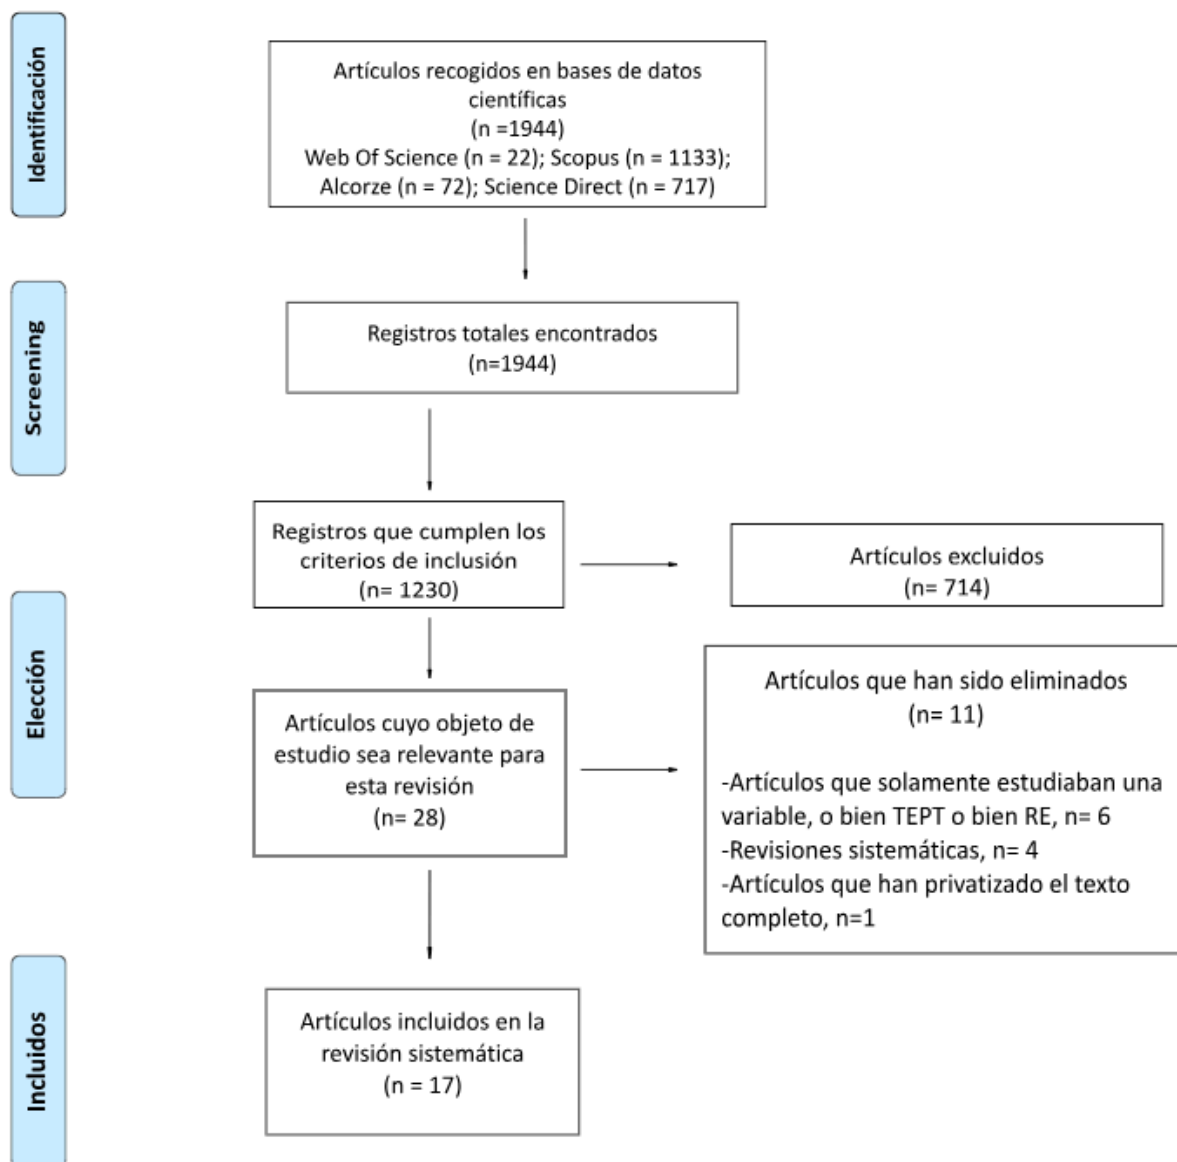 Identificación
Artículos recogidos en bases de datos
científicas
(n =1944)
Web Of Science (n = 22); Scopus (n = 1133);
Alcorze (n = 72); Science Direct (n = 717)
Screening
Registros totales encontrados
(n=1944)
Registros que cumplen los
criterios de inclusión
(n= 1230)
Artículos excluidos
(n= 714)
Elección
Artículos cuyo objeto de
estudio sea relevante para
esta revisión
(n= 28)
Artículos que han sido eliminados
(n= 11)
-Artículos que solamente estudiaban una
variable, o bien TEPT o bien RE, n= 6
-Revisiones sistemáticas, n= 4
-Artículos que han privatizado el texto
completo, n=1
Incluidos
Artículos incluidos en la
revisión sistemática
(n = 17)